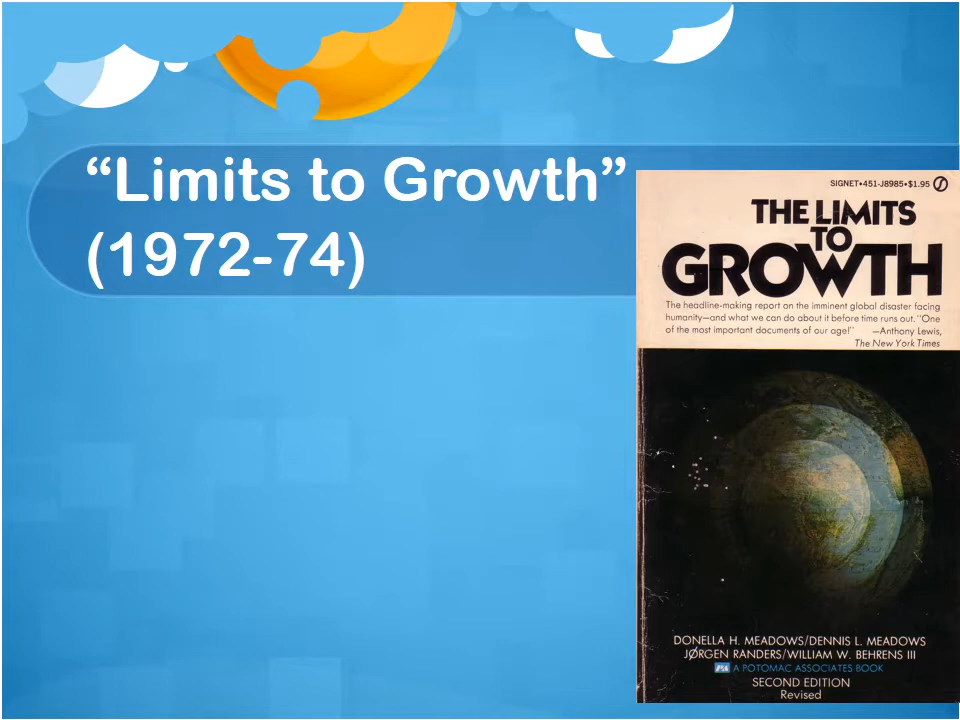 “Limits to Growth”
(1972-74)
SIGNET•451-J8985•$1.95
THE LIMITS
TO
GROWTH
The headline-making report on the imminent global disaster facing
humanity—and what we can do about it before time runs out. "One
of the most important documents of our age!" —Anthony Lewis,
The New York Times
DONELLA H. MEADOWS/DENNIS L. MEADOWS
JØRGEN RANDERS/WILLIAM W. BEHRENS III
A POTOMAC ASSOCIATES BOOK
SECOND EDITION
Revised